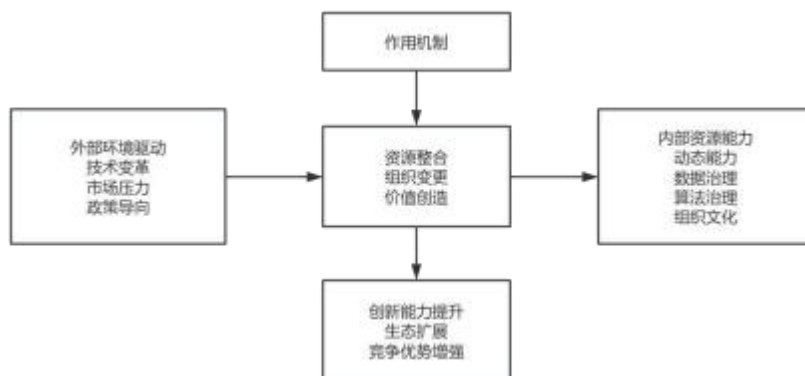 作用机制
外部环境驱动
技术变革
市场压力
政策导向
资源整合
组织变更
价值创造
内部资源能力
动态能力
数据治理
算法治理
组织文化
创新能力提升
生态扩展
竞争优势增强